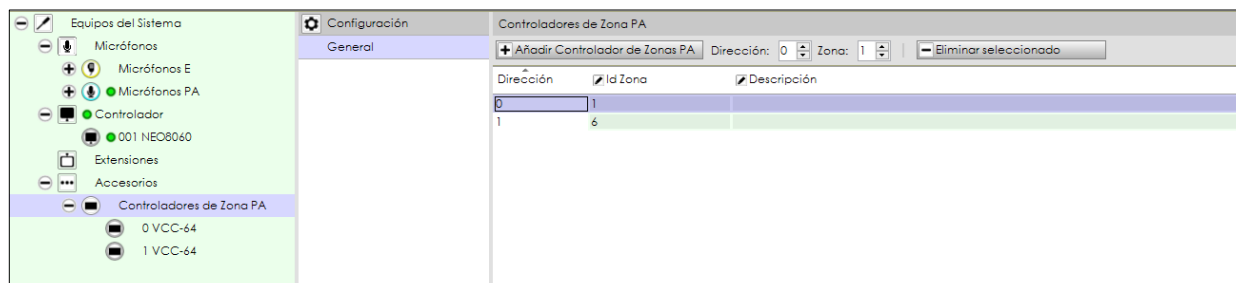 Equipos del Sistema
Micrófonos
Micrófonos E
Micrófonos PA
Controlador
001 NEO8060
Extensiones
Accesorios
Controladores de Zona PA
0 VCC-64
1 VCC-64
Configuración
General
Controladores de Zona PA
Añadir Controlador de Zonas PA Dirección: 0 Zona: 1 Eliminar seleccionado
Dirección Id Zona Descripción
0 1
1 6